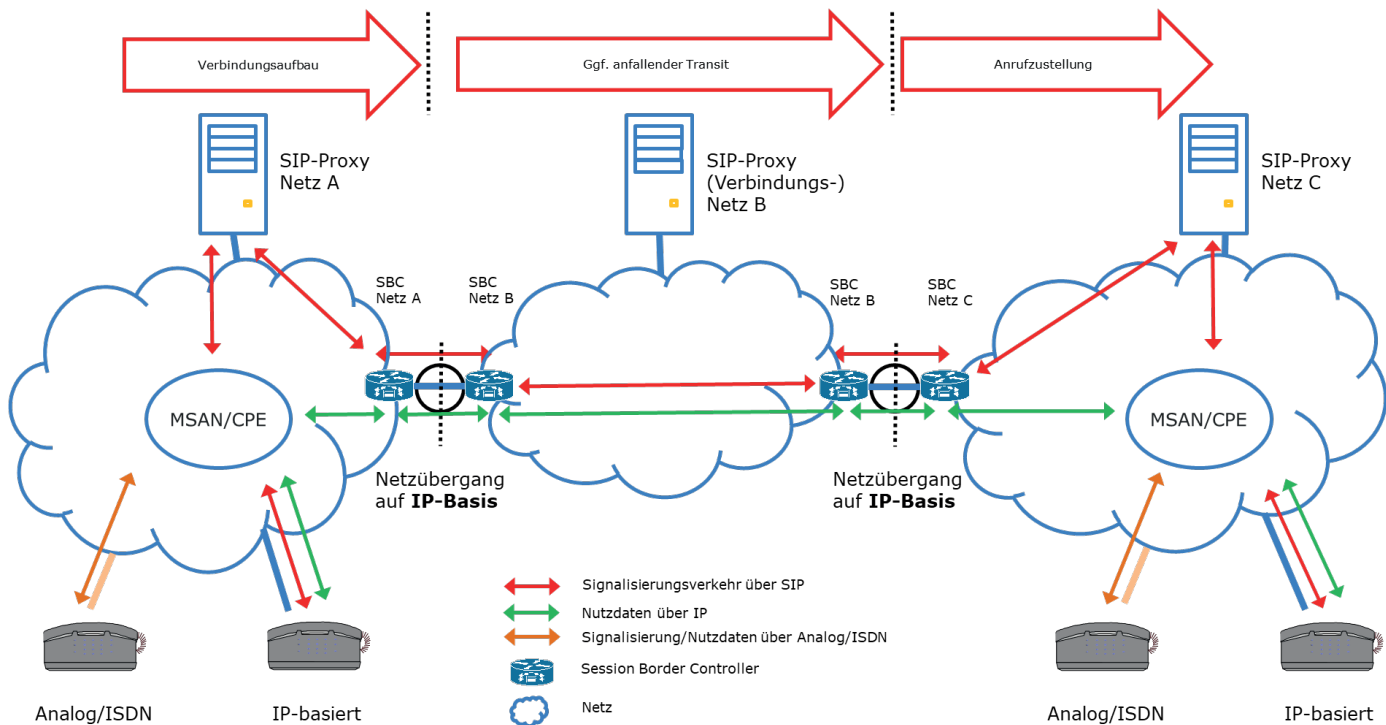 Verbindungsaufbau
Ggf. anfallender Transit
Anrufzustellung
SIP-Proxy
Netz A
SIP-Proxy
(Verbindungs-)
Netz B
SIP-Proxy
Netz C
SBC
Netz A
SBC
Netz B
SBC
Netz B
SBC
Netz C
MSAN/CPE
MSAN/CPE
Netzübergang
auf IP-Basis
Netzübergang
auf IP-Basis
Signalisierungsverkehr über SIP
Nutzdaten über IP
Signalisierung/Nutzdaten über Analog/ISDN
Session Border Controller
Netz
Analog/ISDN
IP-basiert
Analog/ISDN
IP-basiert